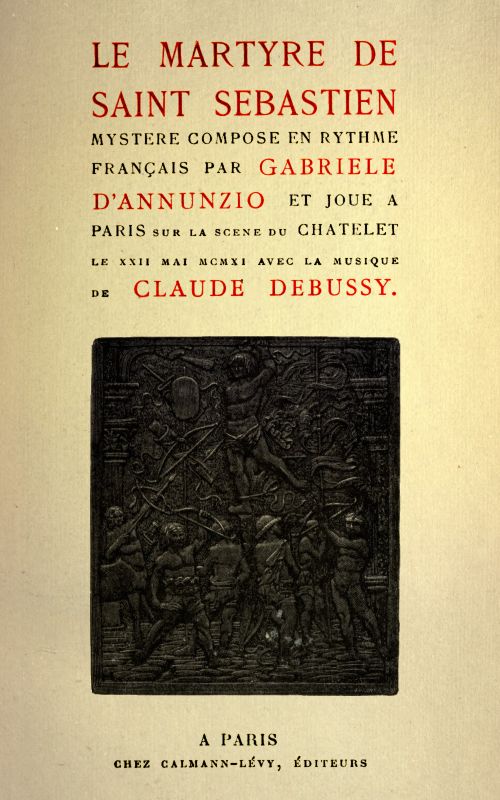 LE MARTYRE DE
SAINT SEBASTIEN
MYSTERE COMPOSE EN RYTHME
FRANÇAIS PAR GABRIELE
D'ANNUNZIO ET JOUE A
PARIS SUR LA SCENE DU CHATELET
LE XXII MAI MCMXI AVEC LA MUSIQUE
DE CLAUDE DEBUSSY.
A PARIS
CHEZ CALMANN-LÉVY, ÉDITEURS